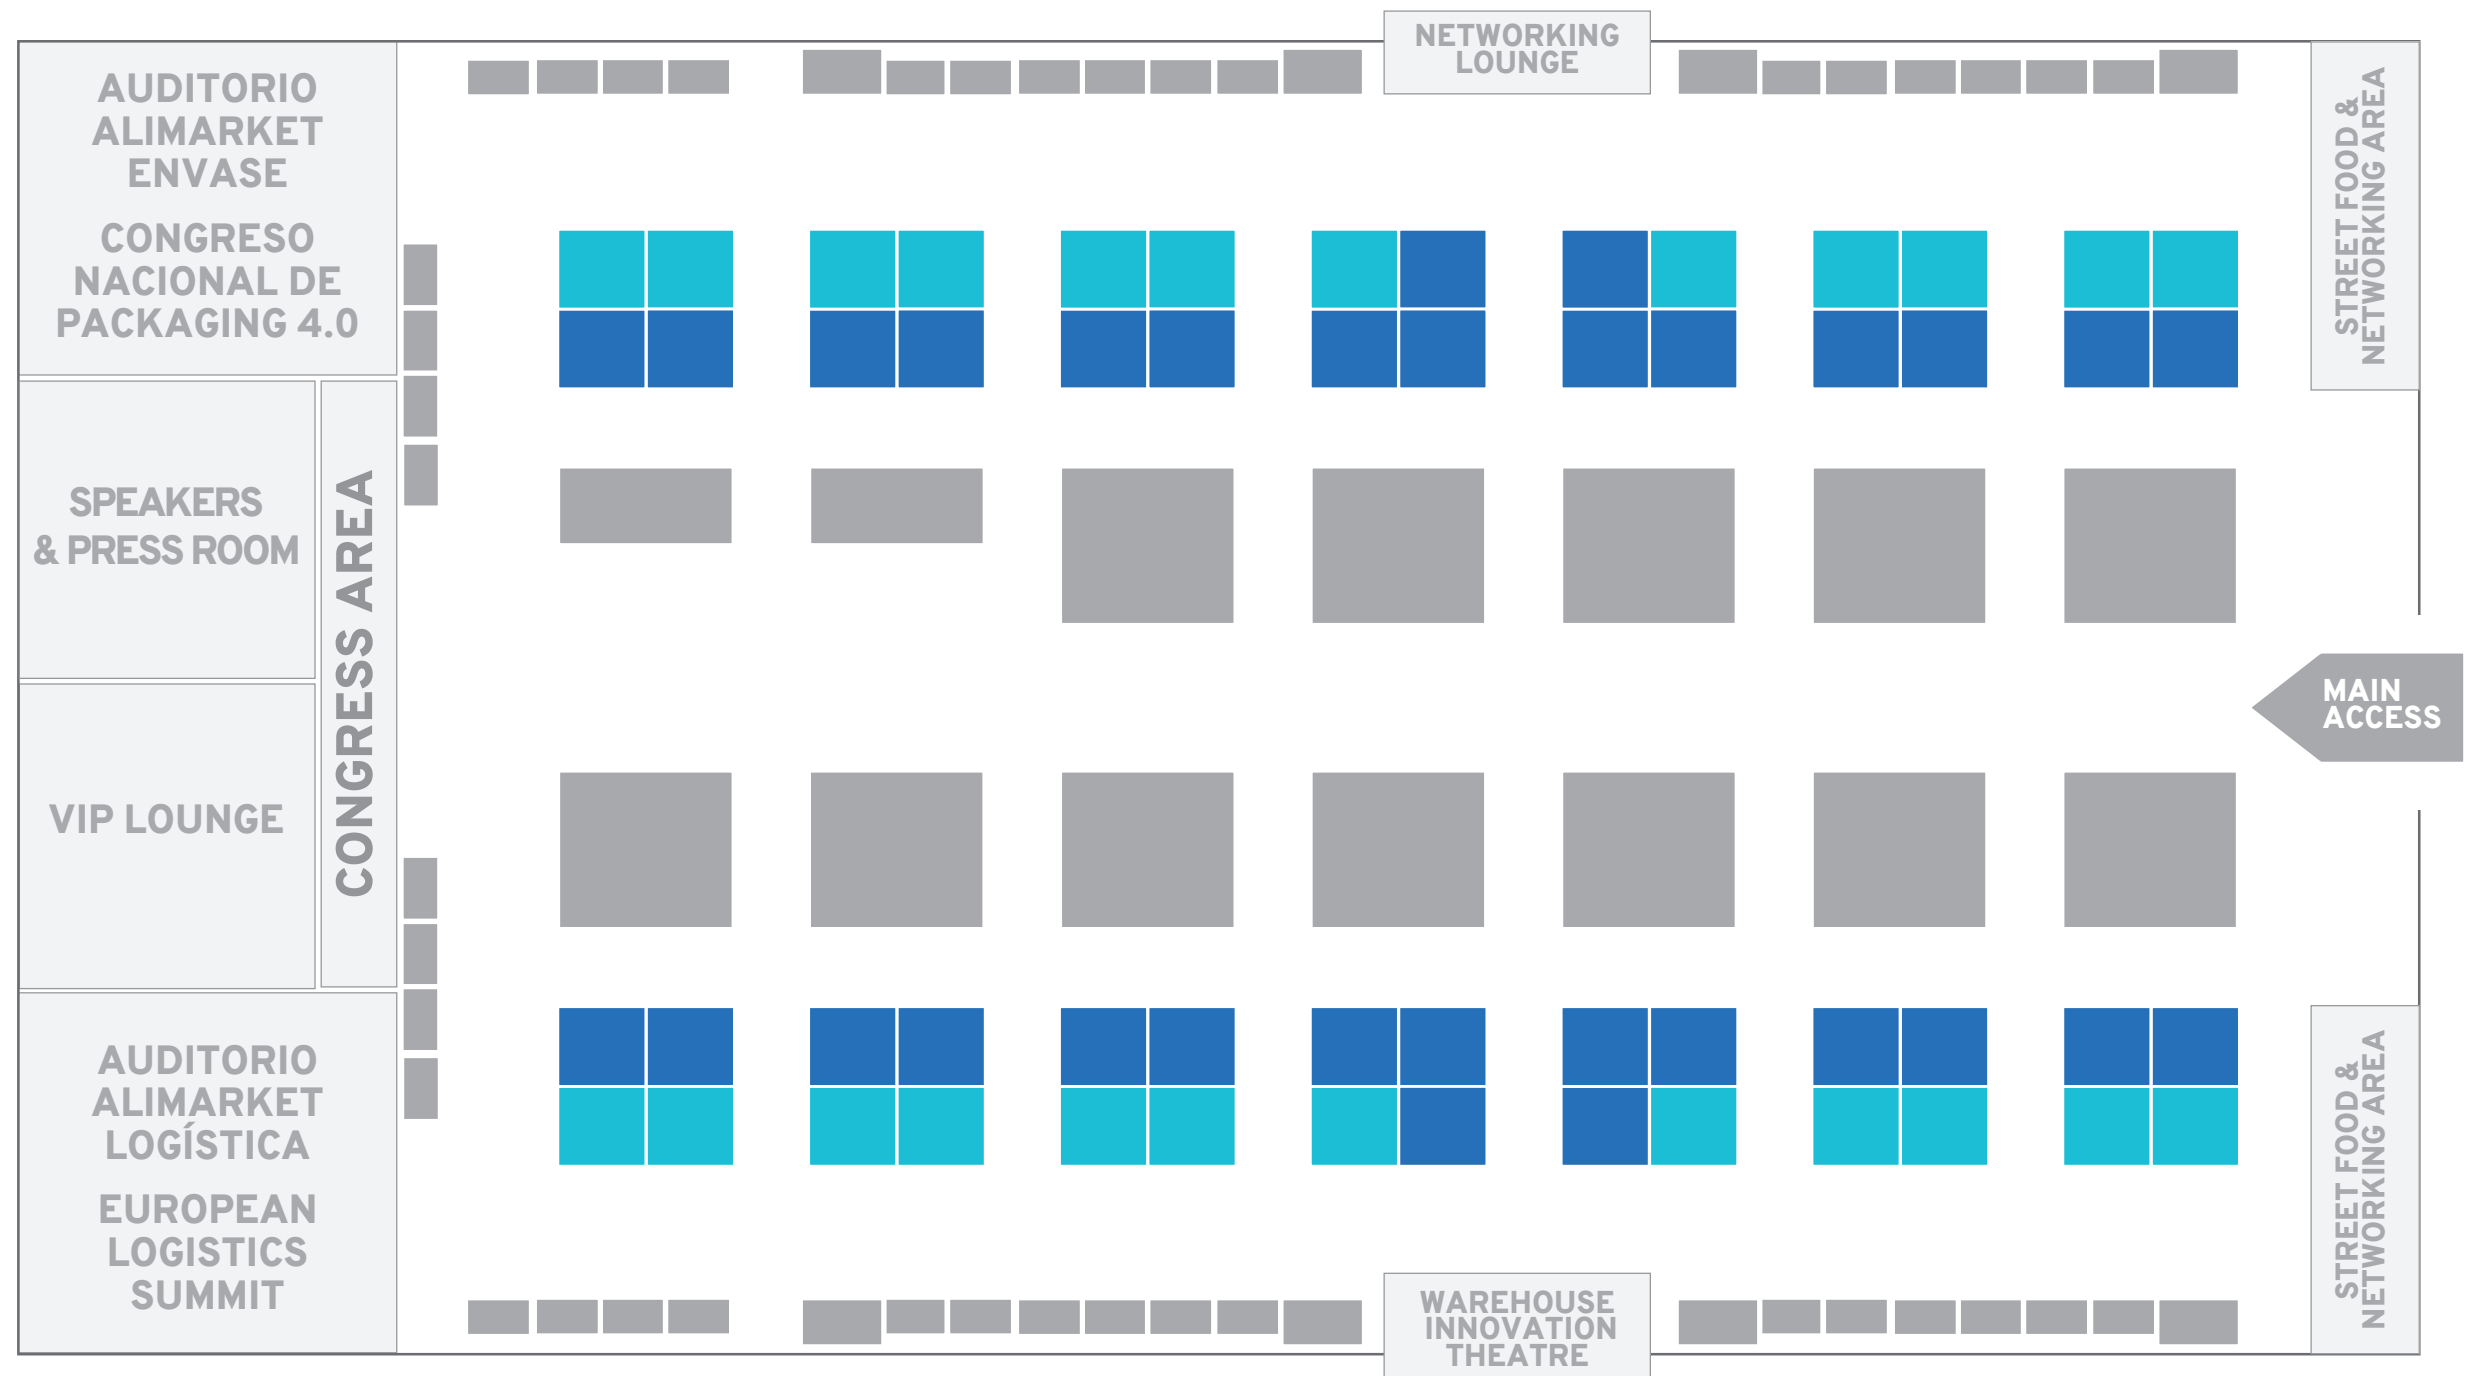 AUDITORIO
ALIMARKET
ENVASE
CONGRESO
NACIONAL DE
PACKAGING 4.0
SPEAKERS
& PRESS ROOM
VIP LOUNGE
CONGRESS AREA
AUDITORIO
ALIMARKET
LOGÍSTICA
EUROPEAN
LOGISTICS
SUMMIT
NETWORKING
LOUNGE
WAREHOUSE
INNOVATION
THEATRE
STREET FOOD &
NETWORKING AREA
MAIN
ACCESS
STREET FOOD &
NETWORKING AREA